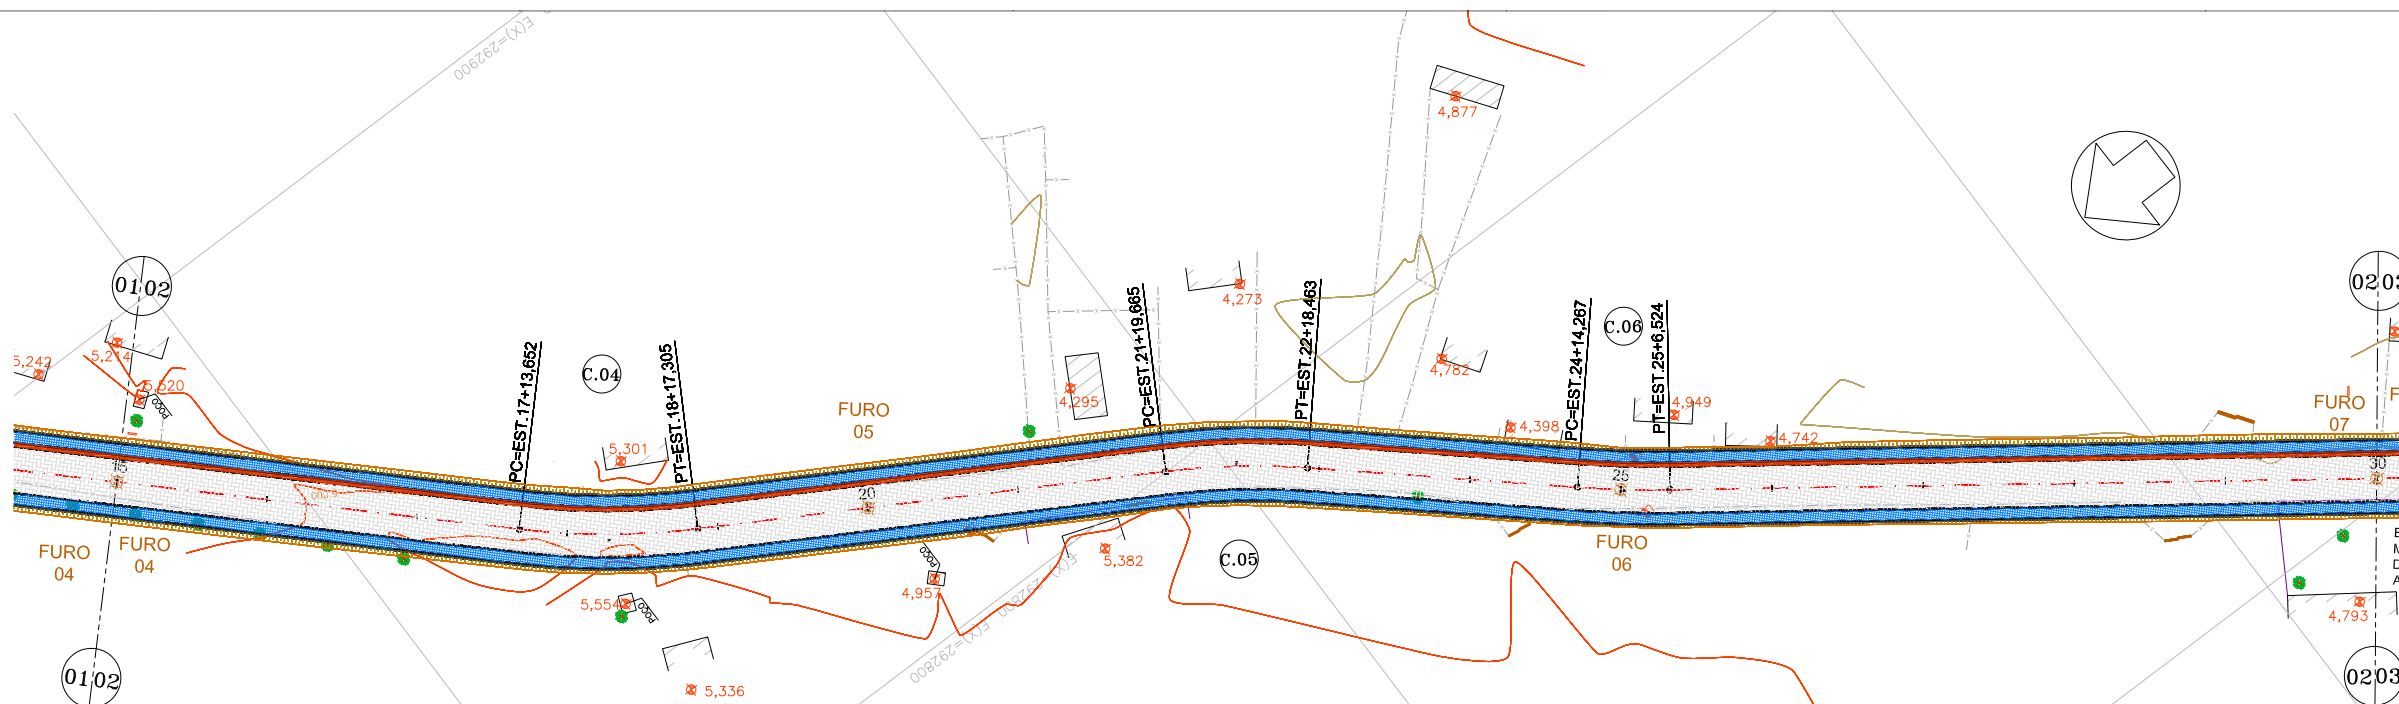 E(X)=292900
4,877
01 02
02 03
5,242
5,214
5,520
POÇO
PC=EST.17+13,652
C.04
PT=EST.18+17,305
5,301
FURO
05
4,295
PC=EST.21+19,665
4,273
PT=EST.22+18,463
4,782
4,398
PC=EST.24+14,267
C.06
PT=EST.25+6,524
4,949
4,742
FURO
07
15
20
25
30
FURO
04
FURO
04
5,554
POÇO
5,336
POÇO
4,957
5,382
E(X)=292800
E(X)=292800
C.05
FURO
06
4,793
01 02
02 03